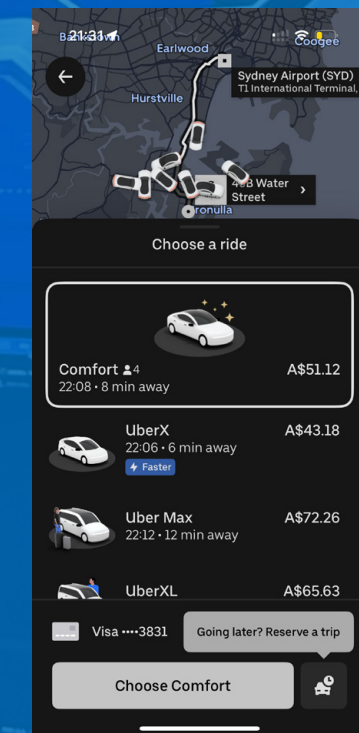 21:31
Earlwood
Coogee
Sydney Airport (SYD)
T1 International Terminal,
Hurstville
Water
Street
ronulla
Choose a ride
Comfort 4
A$51.12
22:08 • 8 min away
UberX
A$43.18
22:06 • 6 min away
Faster
Uber Max
A$72.26
22:12 • 12 min away
UberXL
A$65.63
Visa ••••3831
Going later? Reserve a trip
Choose Comfort